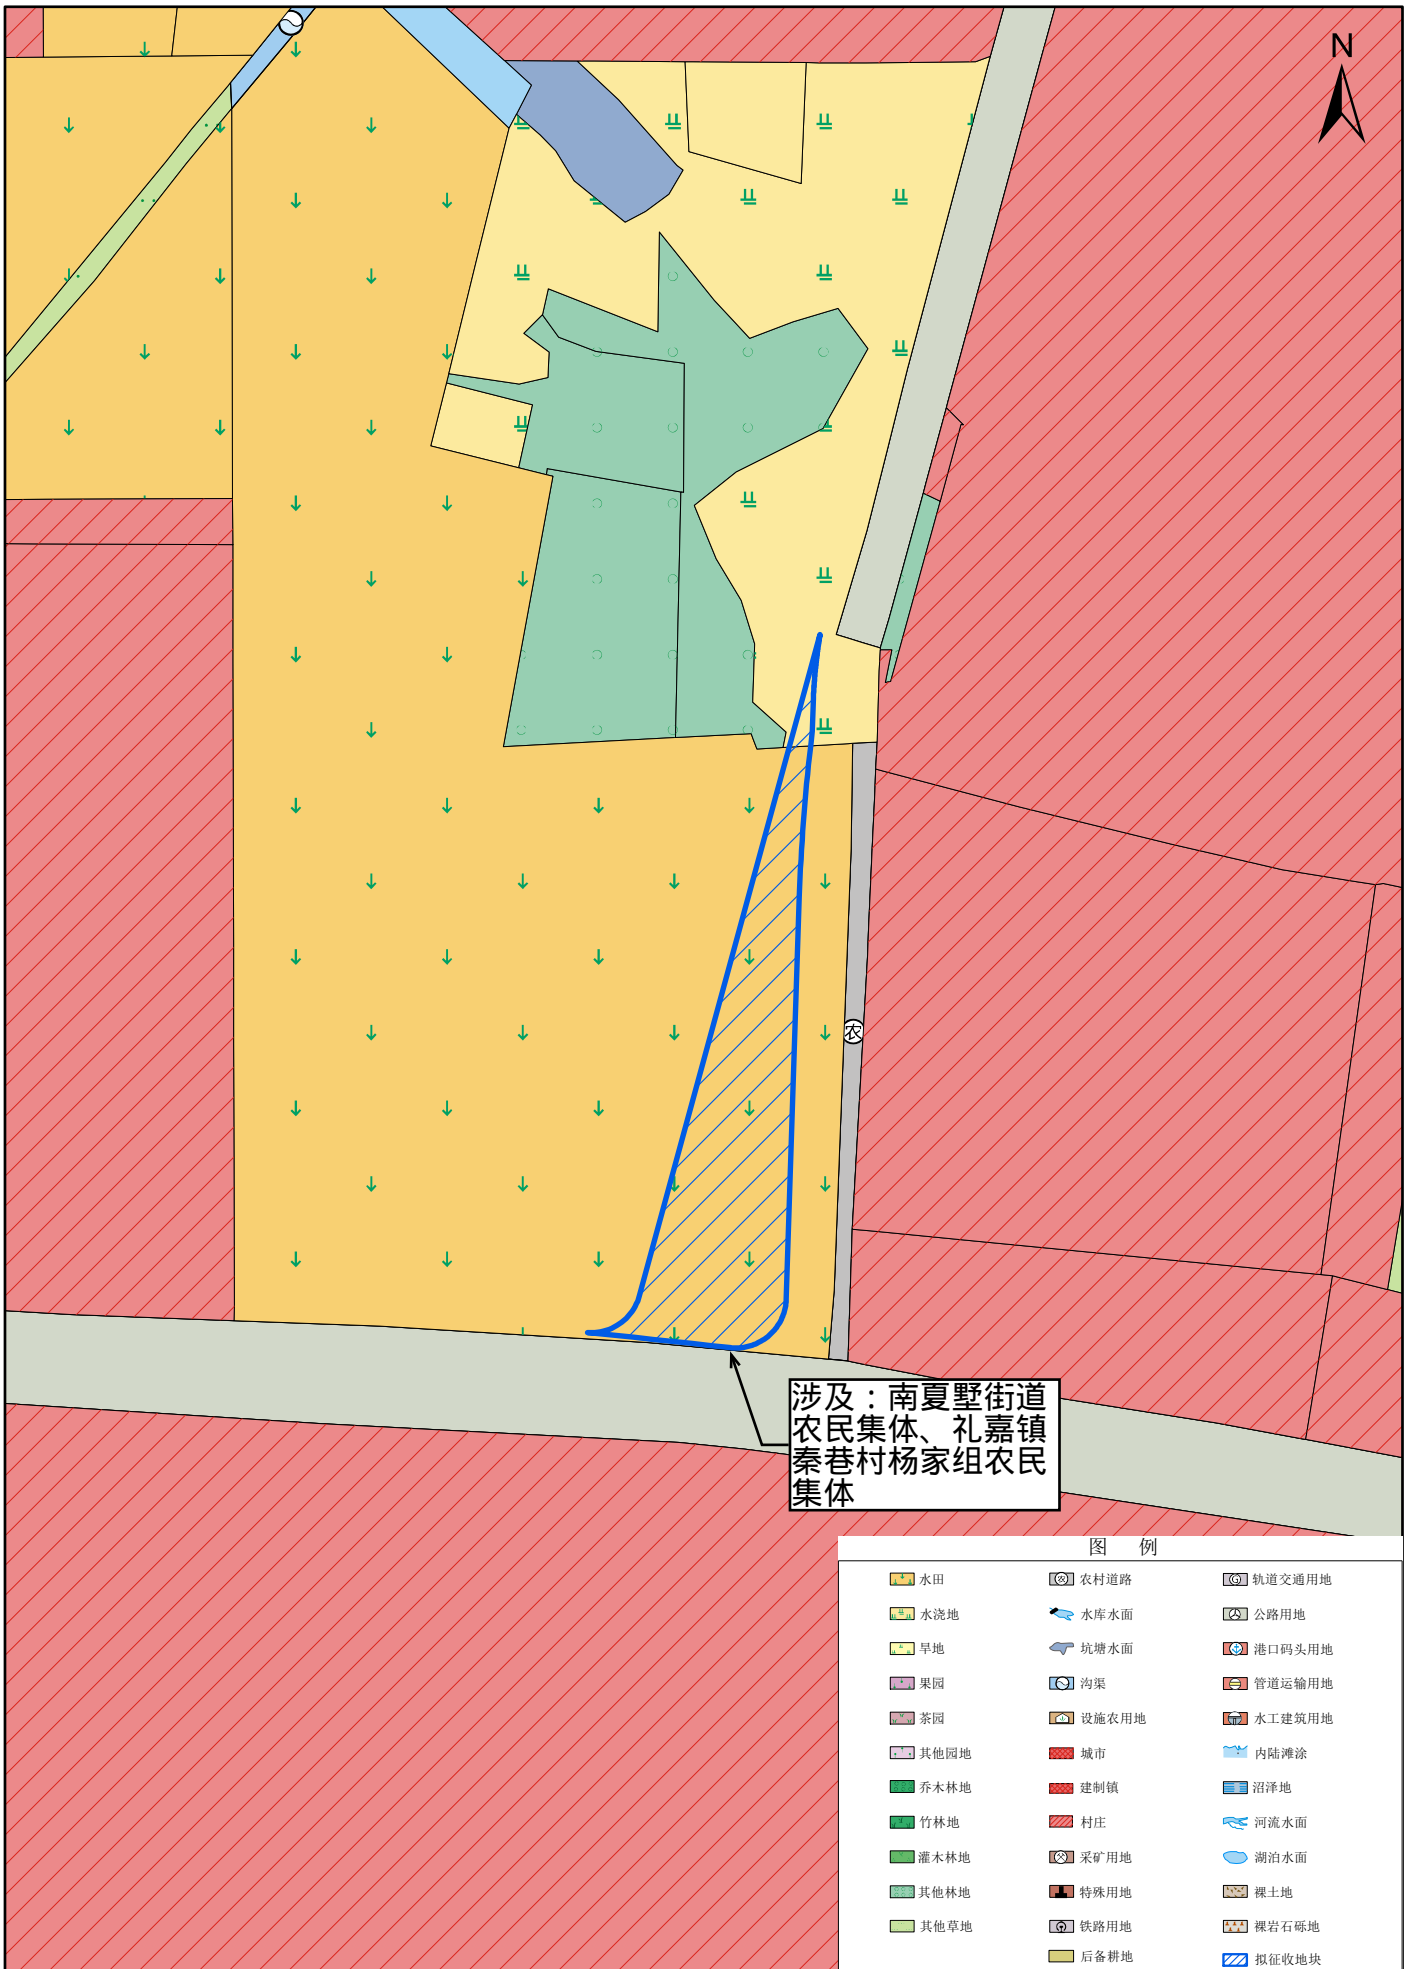 N
农
涉及：南夏墅街道
农民集体、礼嘉镇
秦巷村杨家组农民
集体
图 例
水田
农村道路
轨道交通用地
水浇地
水库水面
公路用地
旱地
坑塘水面
港口码头用地
果园
沟渠
管道运输用地
茶园
设施农用地
水工建筑用地
其他园地
城市
内陆滩涂
乔木林地
建制镇
沼泽地
竹林地
村庄
河流水面
灌木林地
采矿用地
湖泊水面
其他林地
特殊用地
裸土地
其他草地
铁路用地
裸岩石砾地
后备耕地
拟征收地块